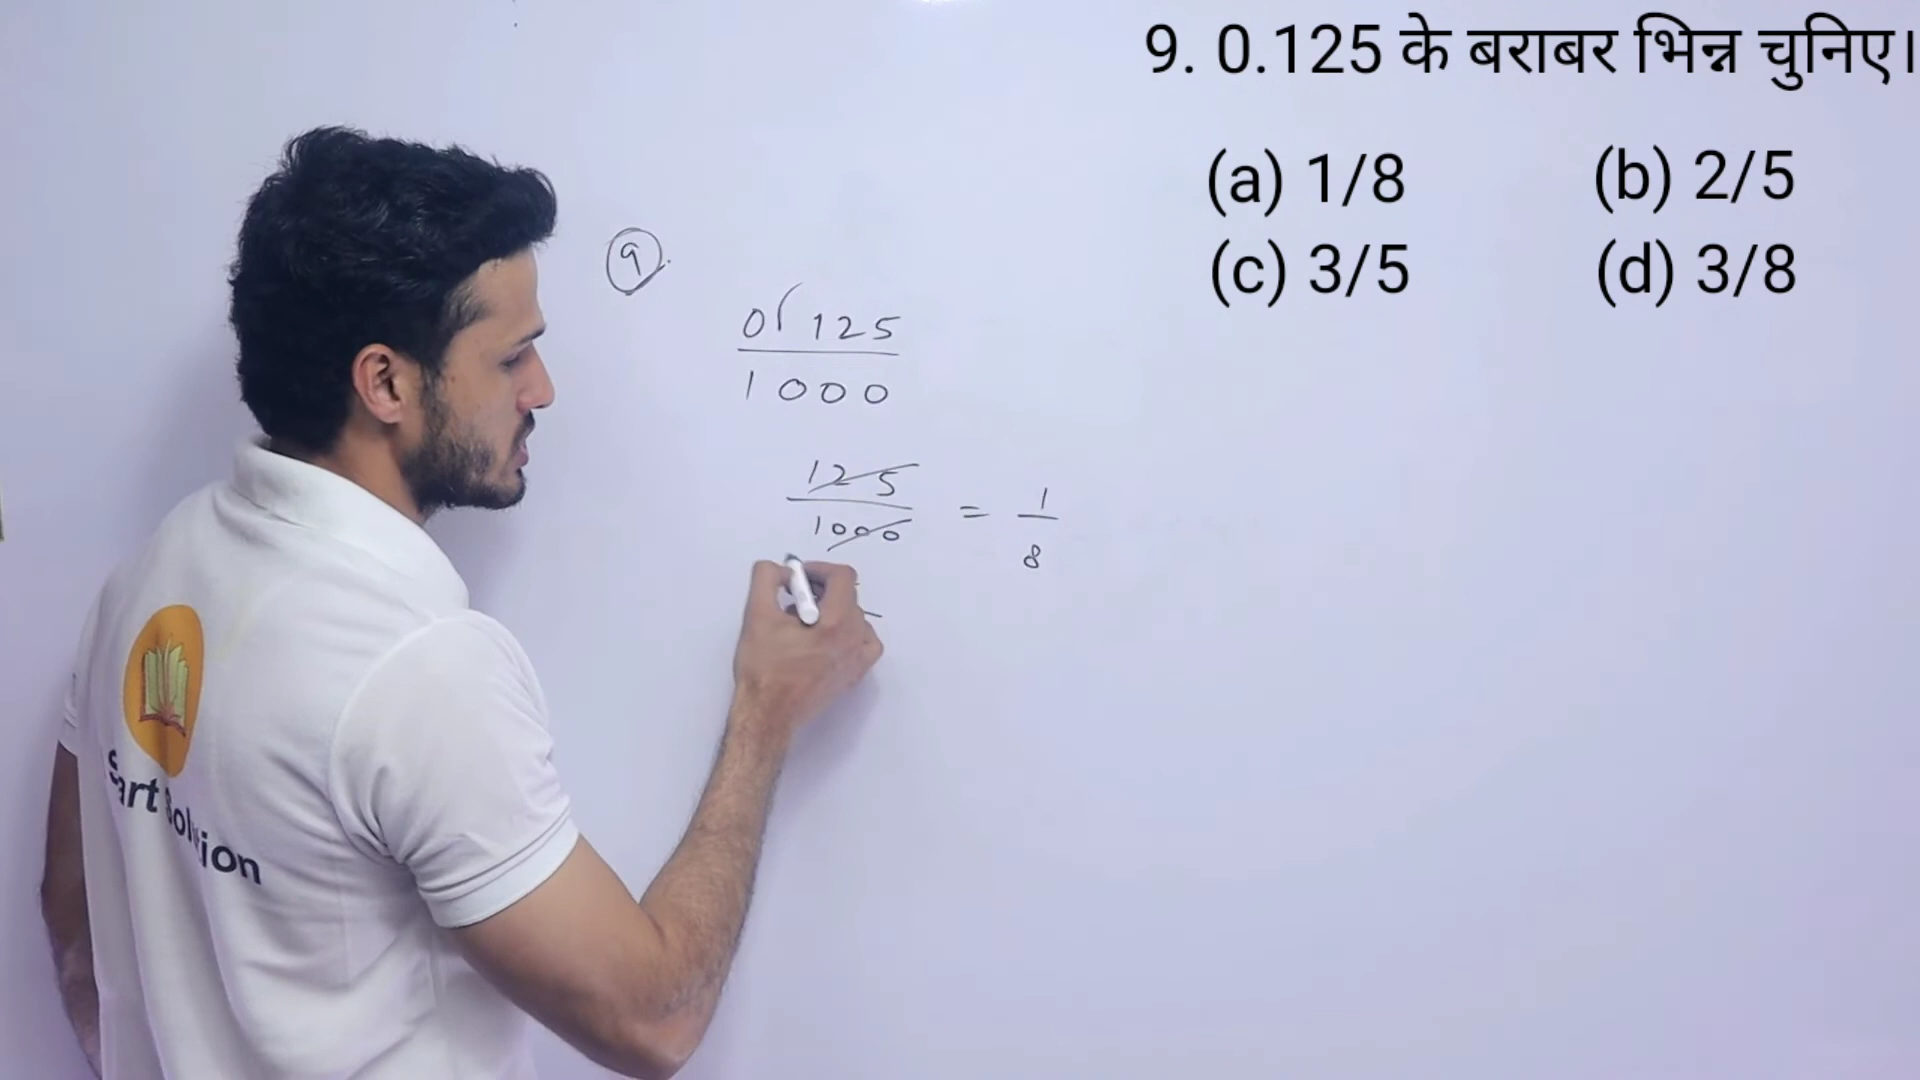 9. 0.125 के बराबर भिन्न चुनिए।
(a) 1/8 (b) 2/5
(c) 3/5 (d) 3/8
9.
0.125
1000
125
1000
= 1
8
Solution